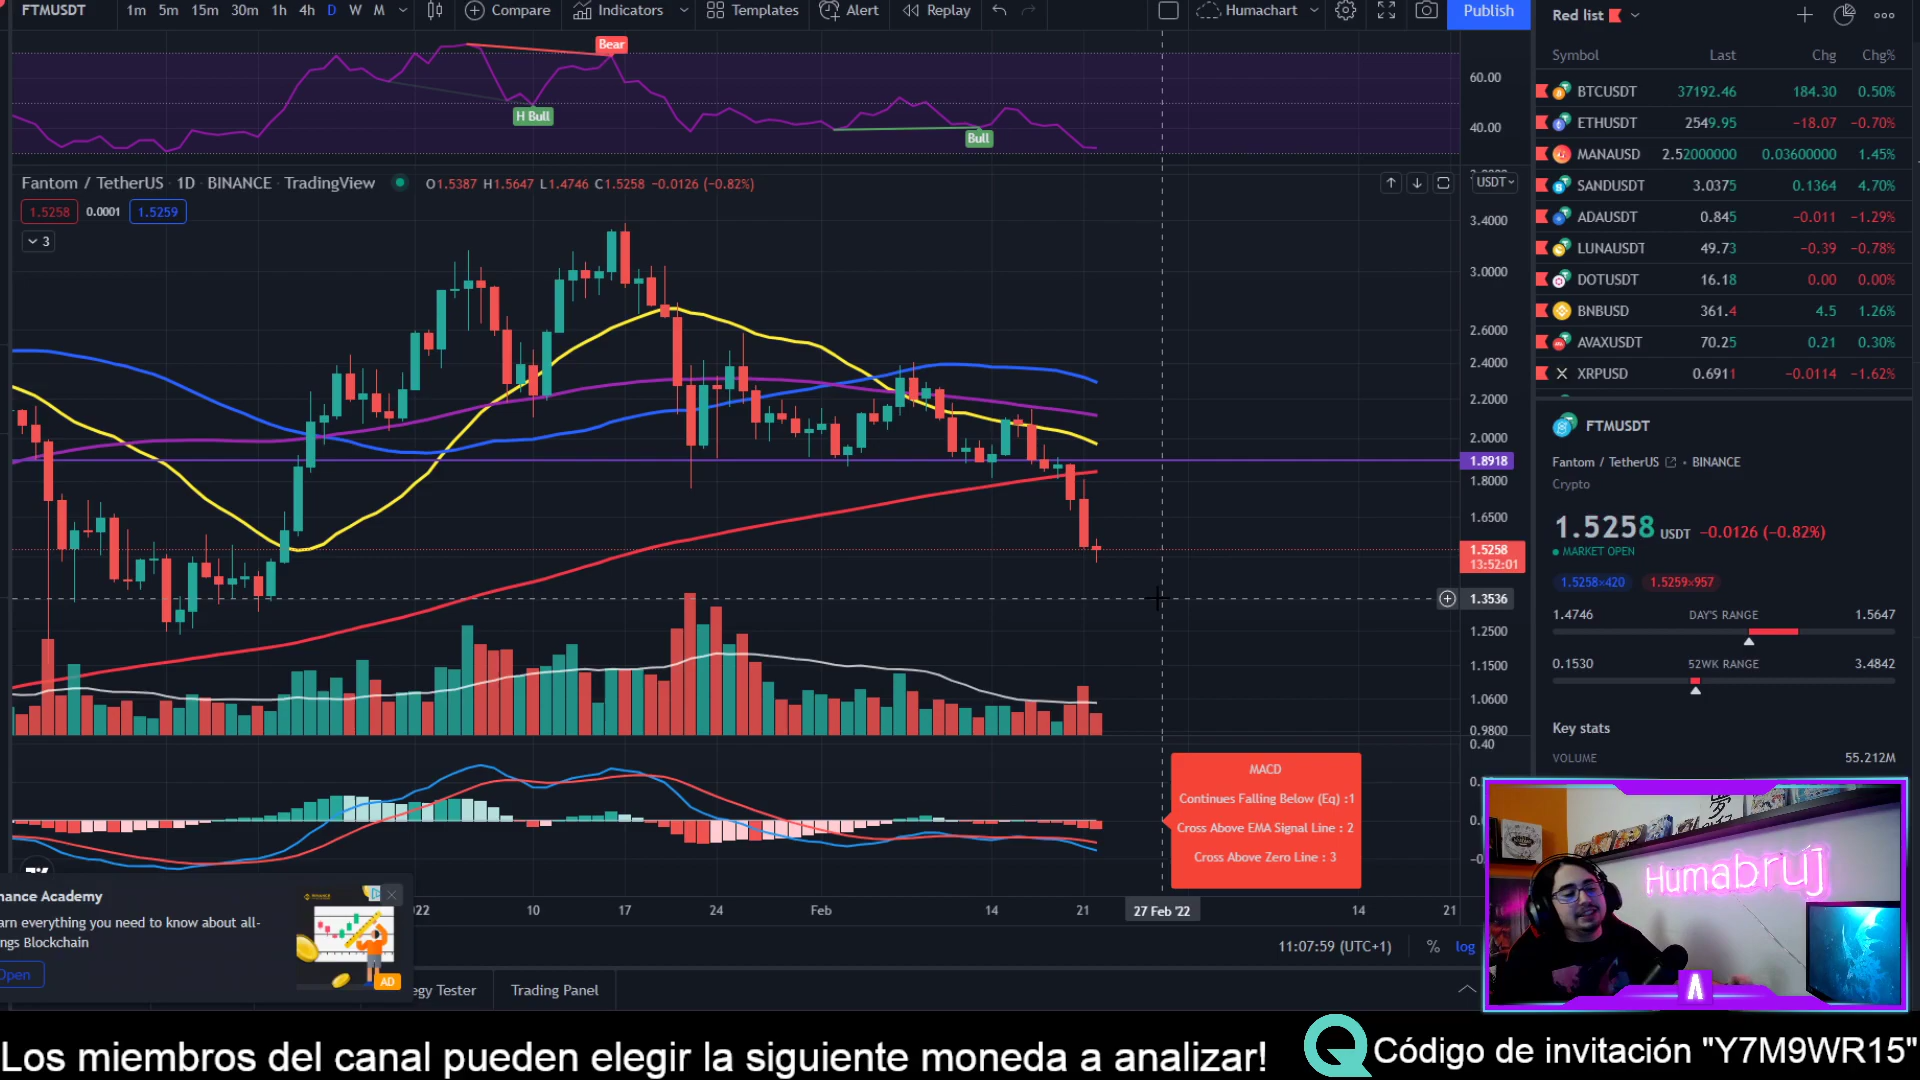 FTMUSDT 1m 5m 15m 30m 1h 4h D W M Compare Indicators Templates Alert Replay Humachart Publish
Red list
Symbol Last Chg Chg%
BTCUSDT 37192.46 184.30 0.50%
ETHUSDT 2549.95 −18.07 −0.70%
MANAUSD 2.52000000 0.03600000 1.45%
SANDUSDT 3.0375 0.1364 4.70%
ADAUSDT 0.845 −0.011 −1.29%
LUNAUSDT 49.73 −0.39 −0.78%
DOTUSDT 16.18 0.00 0.00%
BNBUSD 361.4 4.5 1.26%
AVAXUSDT 70.25 0.21 0.30%
XRPUSD 0.6911 −0.0114 −1.62%
Bear
H Bull
Bull
60.00
40.00
Fantom / TetherUS · 1D · BINANCE · TradingView O1.5387 H1.5647 L1.4746 C1.5258 −0.0126 (−0.82%)
USDT
1.5258 0.0001 1.5259
3
3.4000
3.0000
2.6000
2.4000
2.2000
2.0000
1.8918
1.8000
1.6500
1.5258
13:52:01
1.3536
1.2500
1.1500
1.0600
0.9800
0.40
MACD
Continues Falling Below (Eq) :1
Cross Above EMA Signal Line : 2
Cross Above Zero Line : 3
022 10 17 24 Feb 14 21 27 Feb '22 14 21
11:07:59 (UTC+1) % log
egy Tester Trading Panel
nance Academy
arn everything you need to know about all-
ngs Blockchain
Open
AD
FTMUSDT
Fantom / TetherUS · BINANCE
Crypto
1.5258 USDT −0.0126 (−0.82%)
MARKET OPEN
1.5258×420 1.5259×957
1.4746 DAY'S RANGE 1.5647
0.1530 52WK RANGE 3.4842
Key stats
VOLUME 55.212M
Humabruj
Los miembros del canal pueden elegir la siguiente moneda a analizar!
Código de invitación "Y7M9WR15"